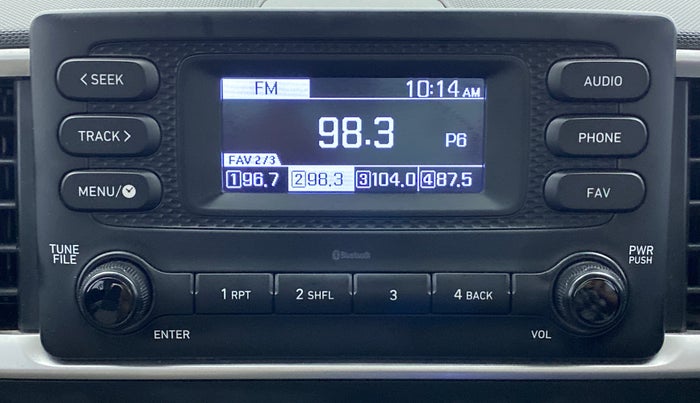 < SEEK
FM 10:14 AM
AUDIO
98.3 P6
TRACK >
PHONE
FAV 2/3
1 96.7 2 98.3 3 104.0 4 87.5
MENU/
FAV
Bluetooth
TUNE
FILE
PWR
PUSH
1 RPT
2 SHFL
3
4 BACK
ENTER
VOL